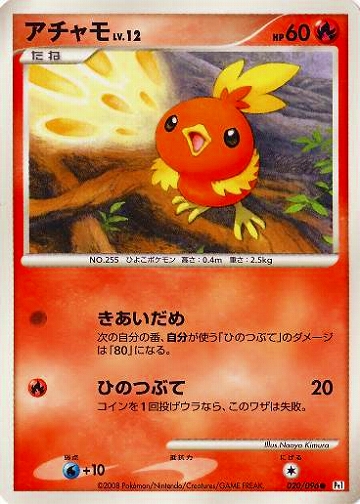 アチャモ LV.12 HP60
たね
NO.255 ひよこポケモン 高さ：0.4m 重さ：2.5kg
きあいだめ
次の自分の番、自分が使う「ひのつぶて」のダメージ
は「80」になる。
ひのつぶて 20
コインを1回投げウラなら、このワザは失敗。
Illus.Naoyo Kimura
弱点 抵抗力 にげる
+10
©2008 Pokémon/Nintendo/Creatures/GAME FREAK. 020/096 Pt1